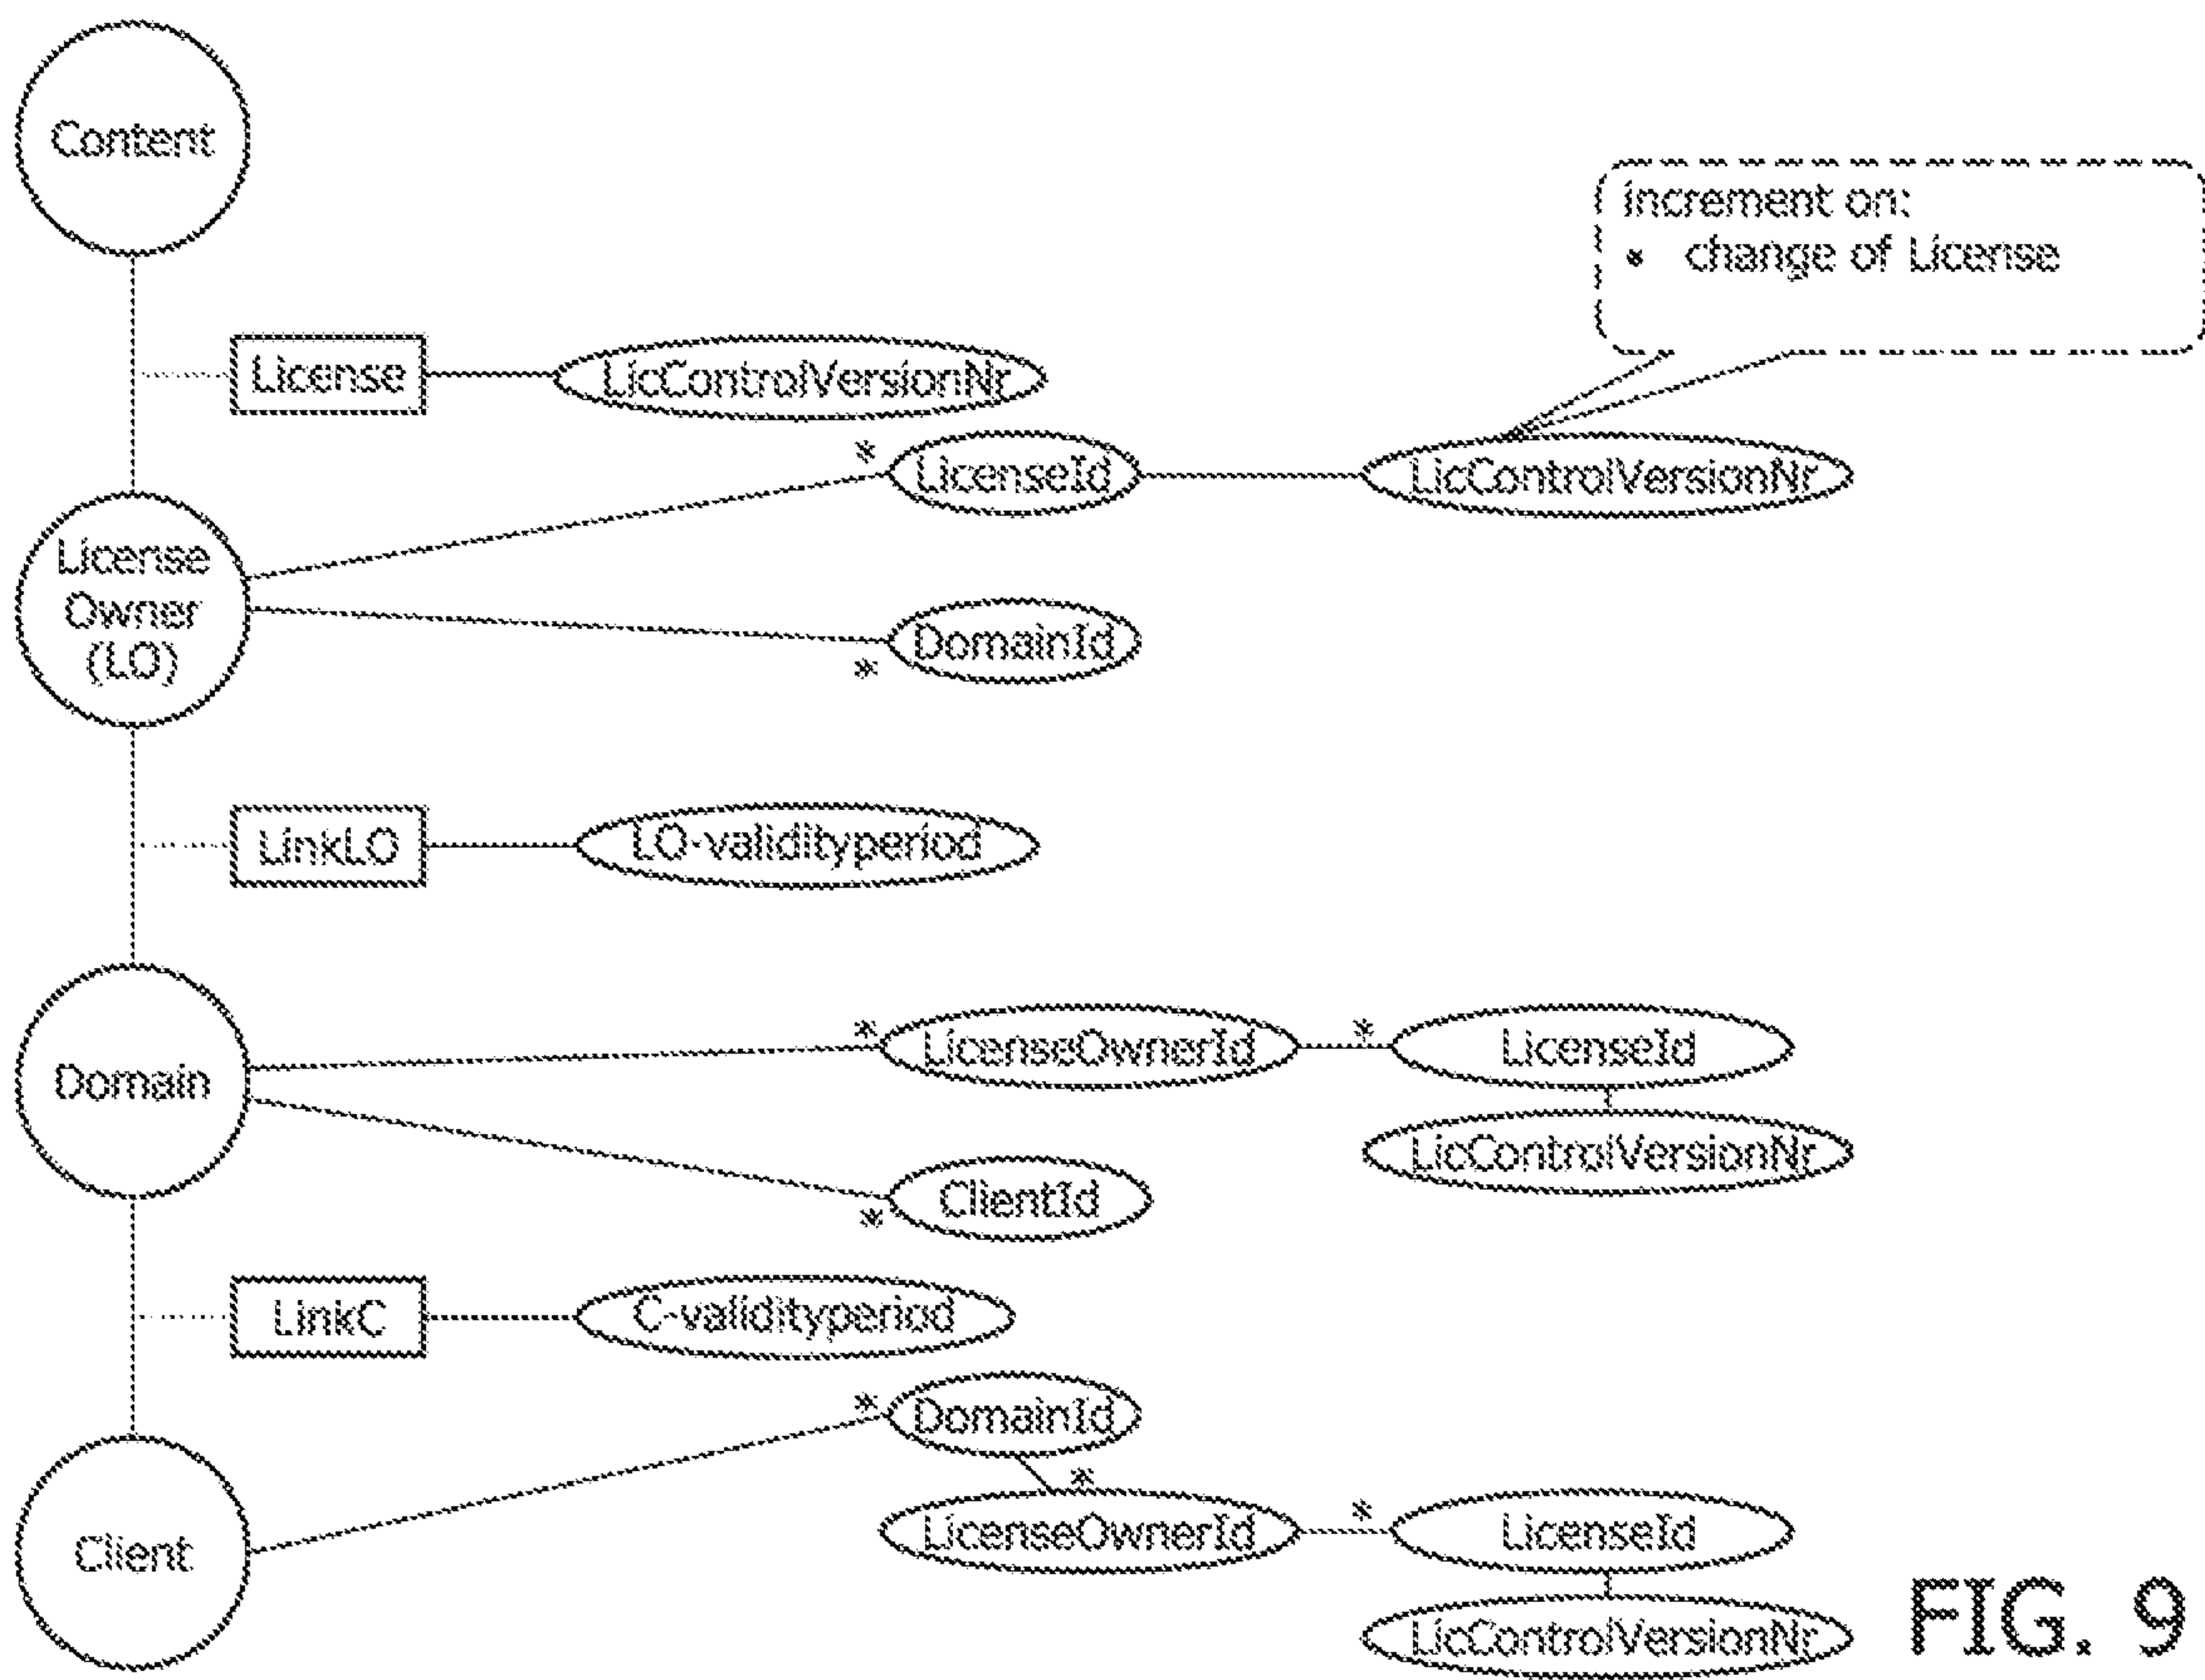 Content
increment on:
* change of License
License
LicControlVersionNr
*
LicenseId
LicControlVersionNr
License
Owner
(LO)
DomainId
*
LinkLO
LO-validityperiod
Domain
*
LicenseOwnerId
*
LicenseId
LicControlVersionNr
ClientId
*
LinkC
C-validityperiod
*
DomainId
*
LicenseOwnerId
*
LicenseId
Client
LicControlVersionNr
FIG. 9